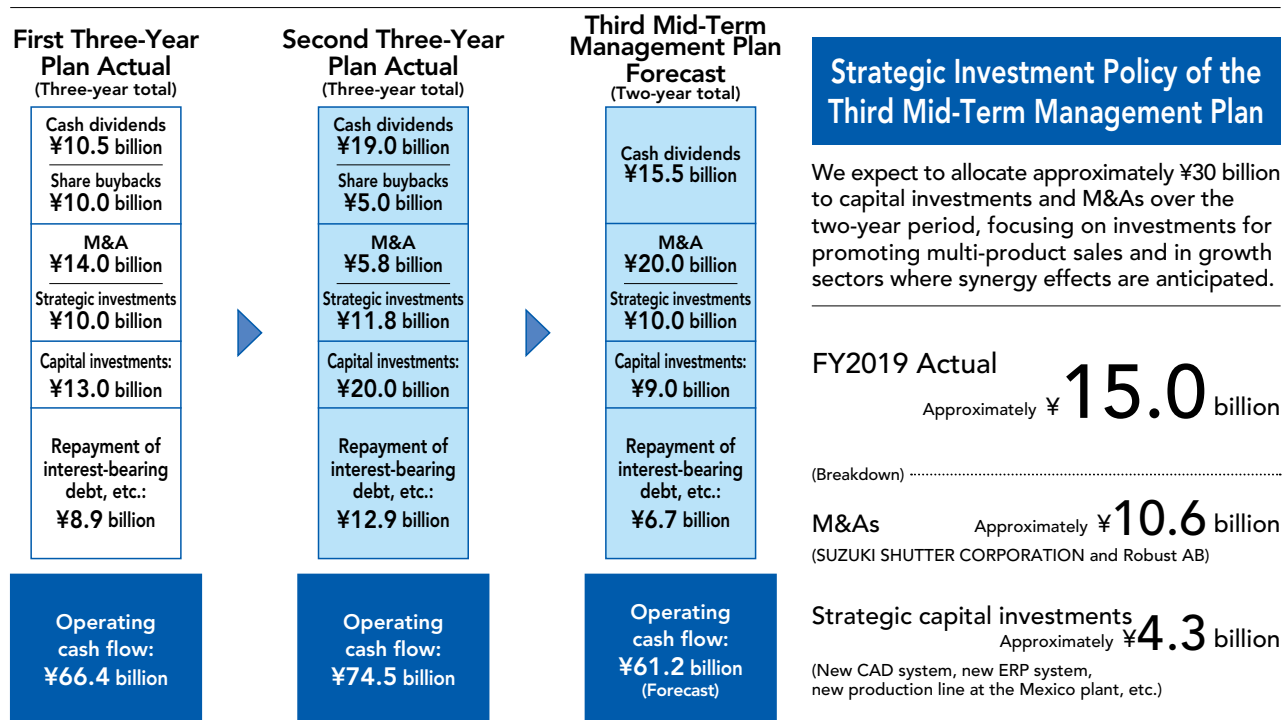 First Three-Year
Plan Actual
(Three-year total)
Cash dividends
¥10.5 billion
Share buybacks
¥10.0 billion
M&A
¥14.0 billion
Strategic investments
¥10.0 billion
Capital investments:
¥13.0 billion
Repayment of
interest-bearing
debt, etc.:
¥8.9 billion
Operating
cash flow:
¥66.4 billion
Second Three-Year
Plan Actual
(Three-year total)
Cash dividends
¥19.0 billion
Share buybacks
¥5.0 billion
M&A
¥5.8 billion
Strategic investments
¥11.8 billion
Capital investments:
¥20.0 billion
Repayment of
interest-bearing
debt, etc.:
¥12.9 billion
Operating
cash flow:
¥74.5 billion
Third Mid-Term
Management Plan
Forecast
(Two-year total)
Cash dividends
¥15.5 billion
M&A
¥20.0 billion
Strategic investments
¥10.0 billion
Capital investments:
¥9.0 billion
Repayment of
interest-bearing
debt, etc.:
¥6.7 billion
Operating
cash flow:
¥61.2 billion
(Forecast)
Strategic Investment Policy of the
Third Mid-Term Management Plan
We expect to allocate approximately ¥30 billion
to capital investments and M&As over the
two-year period, focusing on investments for
promoting multi-product sales and in growth
sectors where synergy effects are anticipated.
FY2019 Actual
Approximately ¥15.0 billion
(Breakdown)
M&As Approximately ¥10.6 billion
(SUZUKI SHUTTER CORPORATION and Robust AB)
Strategic capital investments
Approximately ¥4.3 billion
(New CAD system, new ERP system,
new production line at the Mexico plant, etc.)